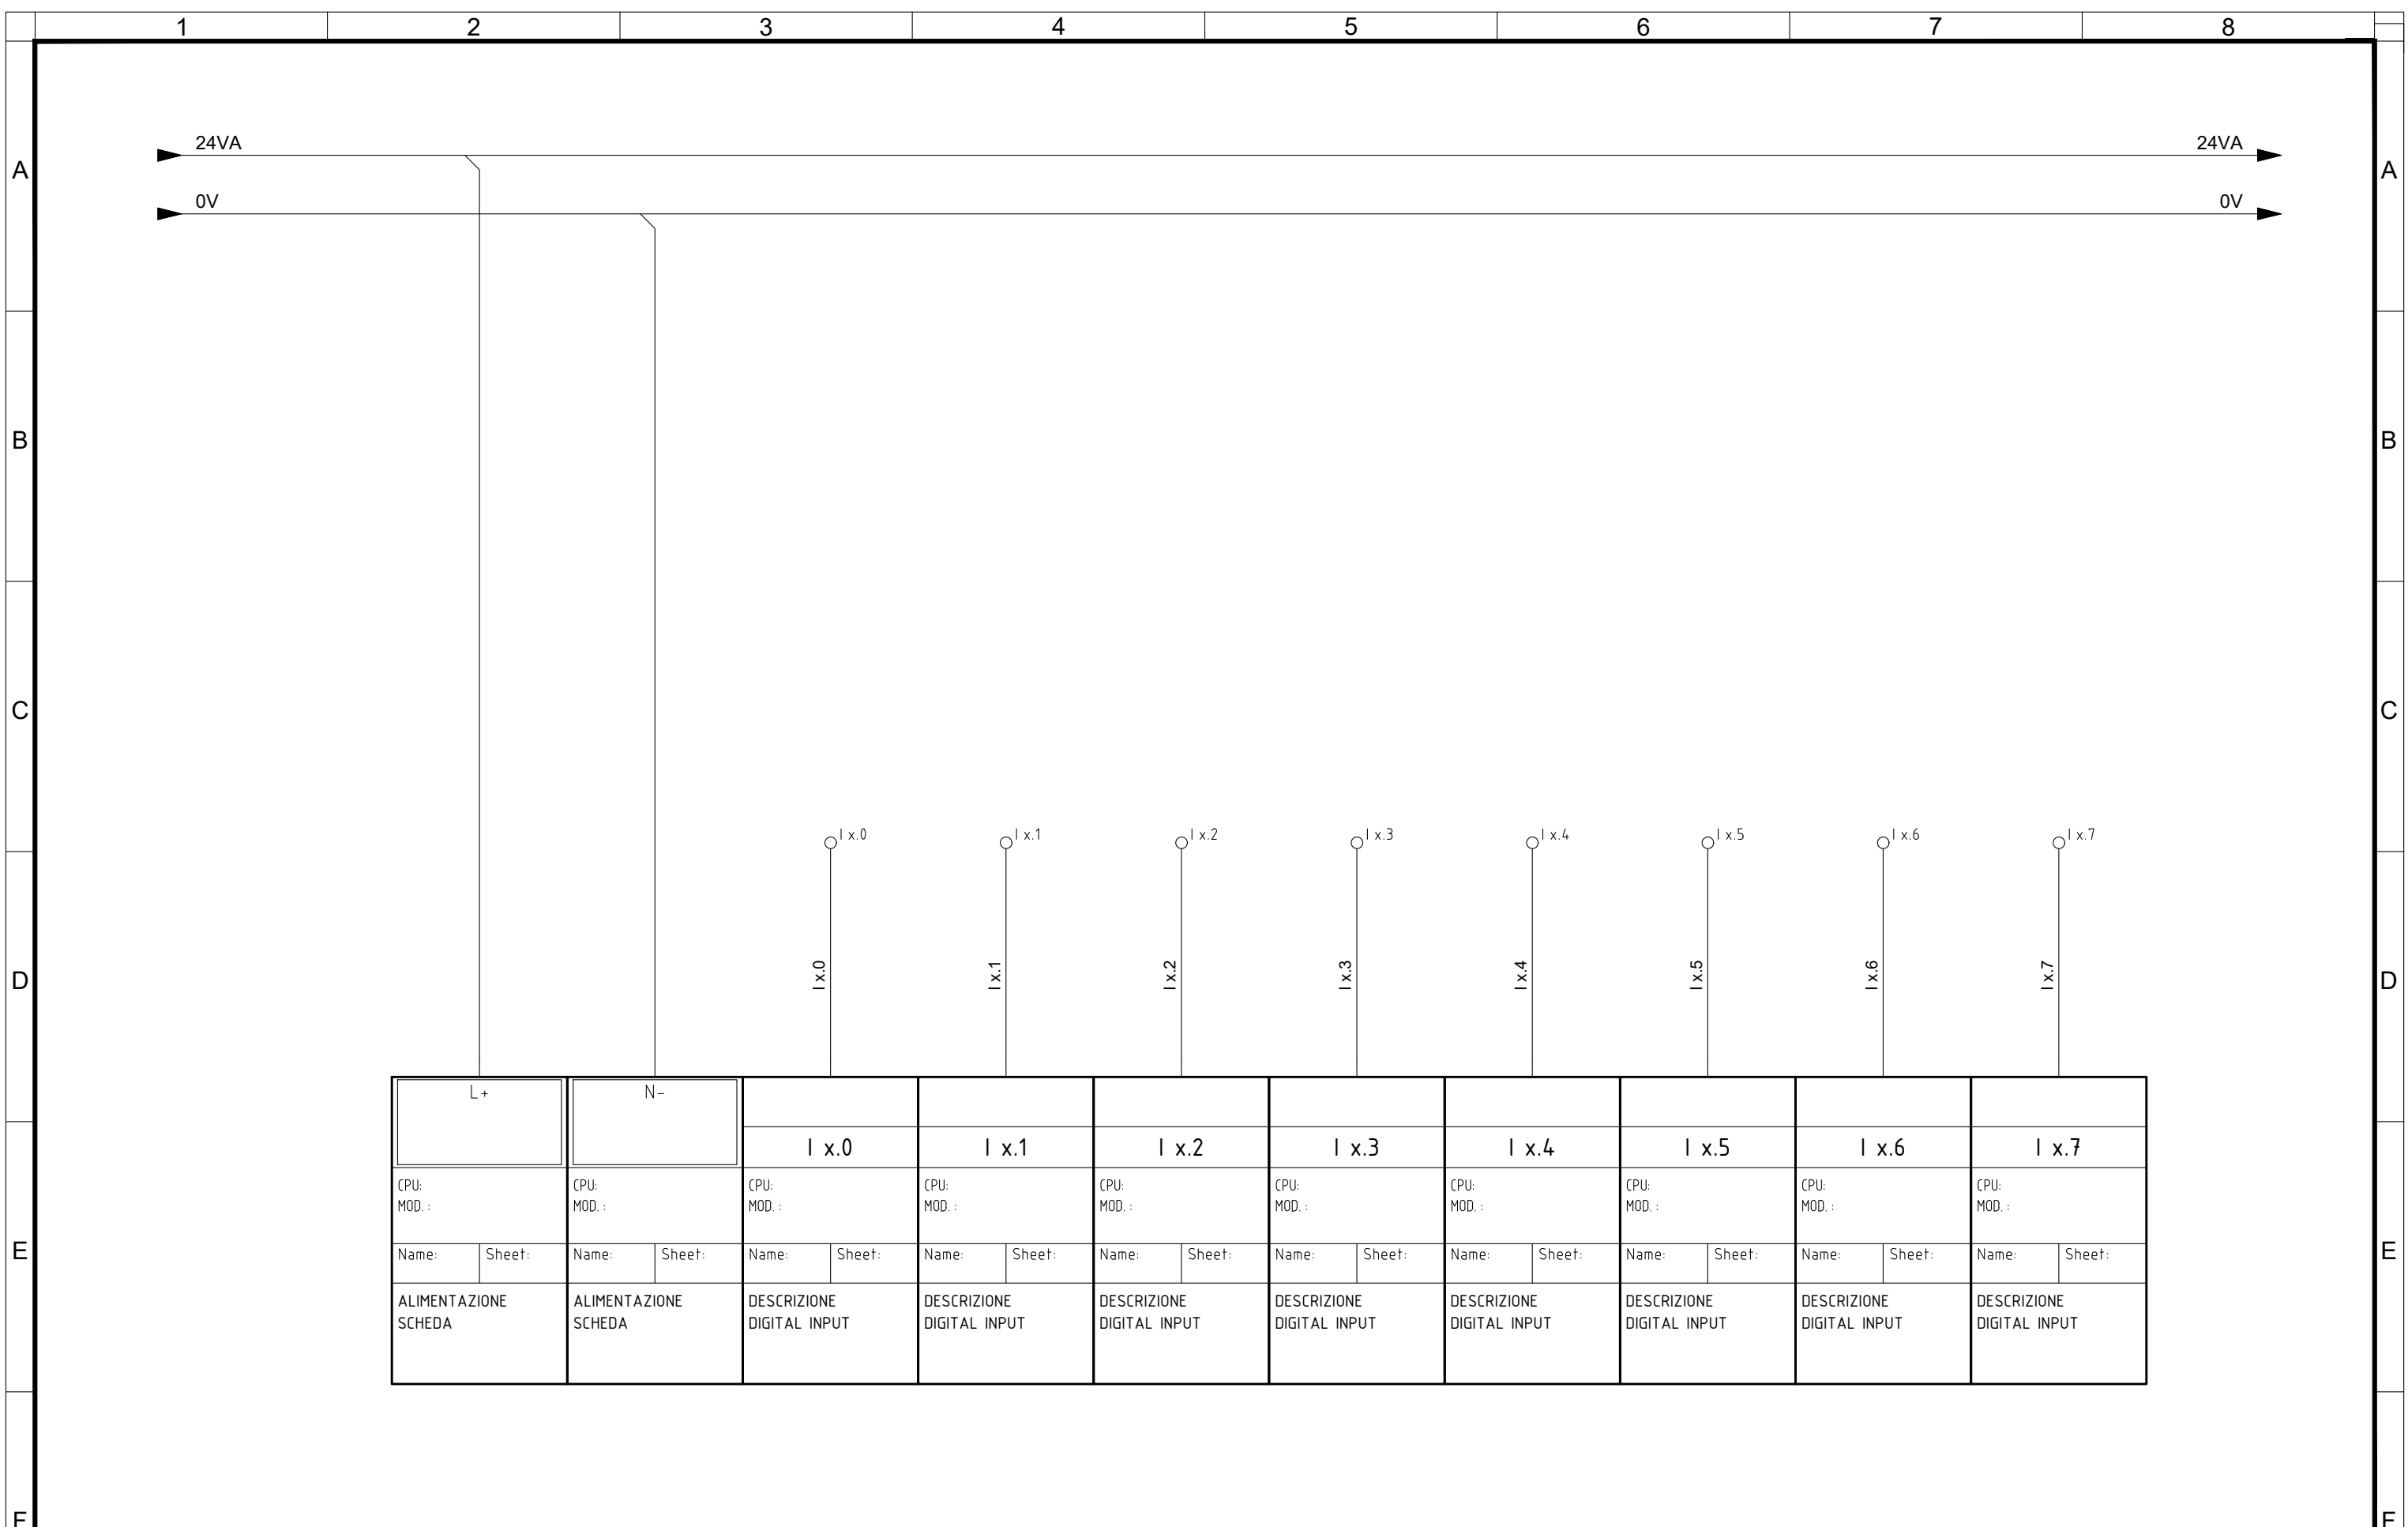 1 2 3 4 5 6 7 8
24VA 24VA
A A
0V 0V
B B
C C
I x.0 I x.1 I x.2 I x.3 I x.4 I x.5 I x.6 I x.7
D I x.0 I x.1 I x.2 I x.3 I x.4 I x.5 I x.6 I x.7 D
L+ N-
I x.0 I x.1 I x.2 I x.3 I x.4 I x.5 I x.6 I x.7
CPU: CPU: CPU: CPU: CPU: CPU: CPU: CPU: CPU: CPU:
MOD. : MOD. : MOD. : MOD. : MOD. : MOD. : MOD. : MOD. : MOD. : MOD. :
E Name: Sheet: Name: Sheet: Name: Sheet: Name: Sheet: Name: Sheet: Name: Sheet: Name: Sheet: Name: Sheet: Name: Sheet: Name: Sheet: E
ALIMENTAZIONE ALIMENTAZIONE DESCRIZIONE DESCRIZIONE DESCRIZIONE DESCRIZIONE DESCRIZIONE DESCRIZIONE DESCRIZIONE DESCRIZIONE
SCHEDA SCHEDA DIGITAL INPUT DIGITAL INPUT DIGITAL INPUT DIGITAL INPUT DIGITAL INPUT DIGITAL INPUT DIGITAL INPUT DIGITAL INPUT
F F